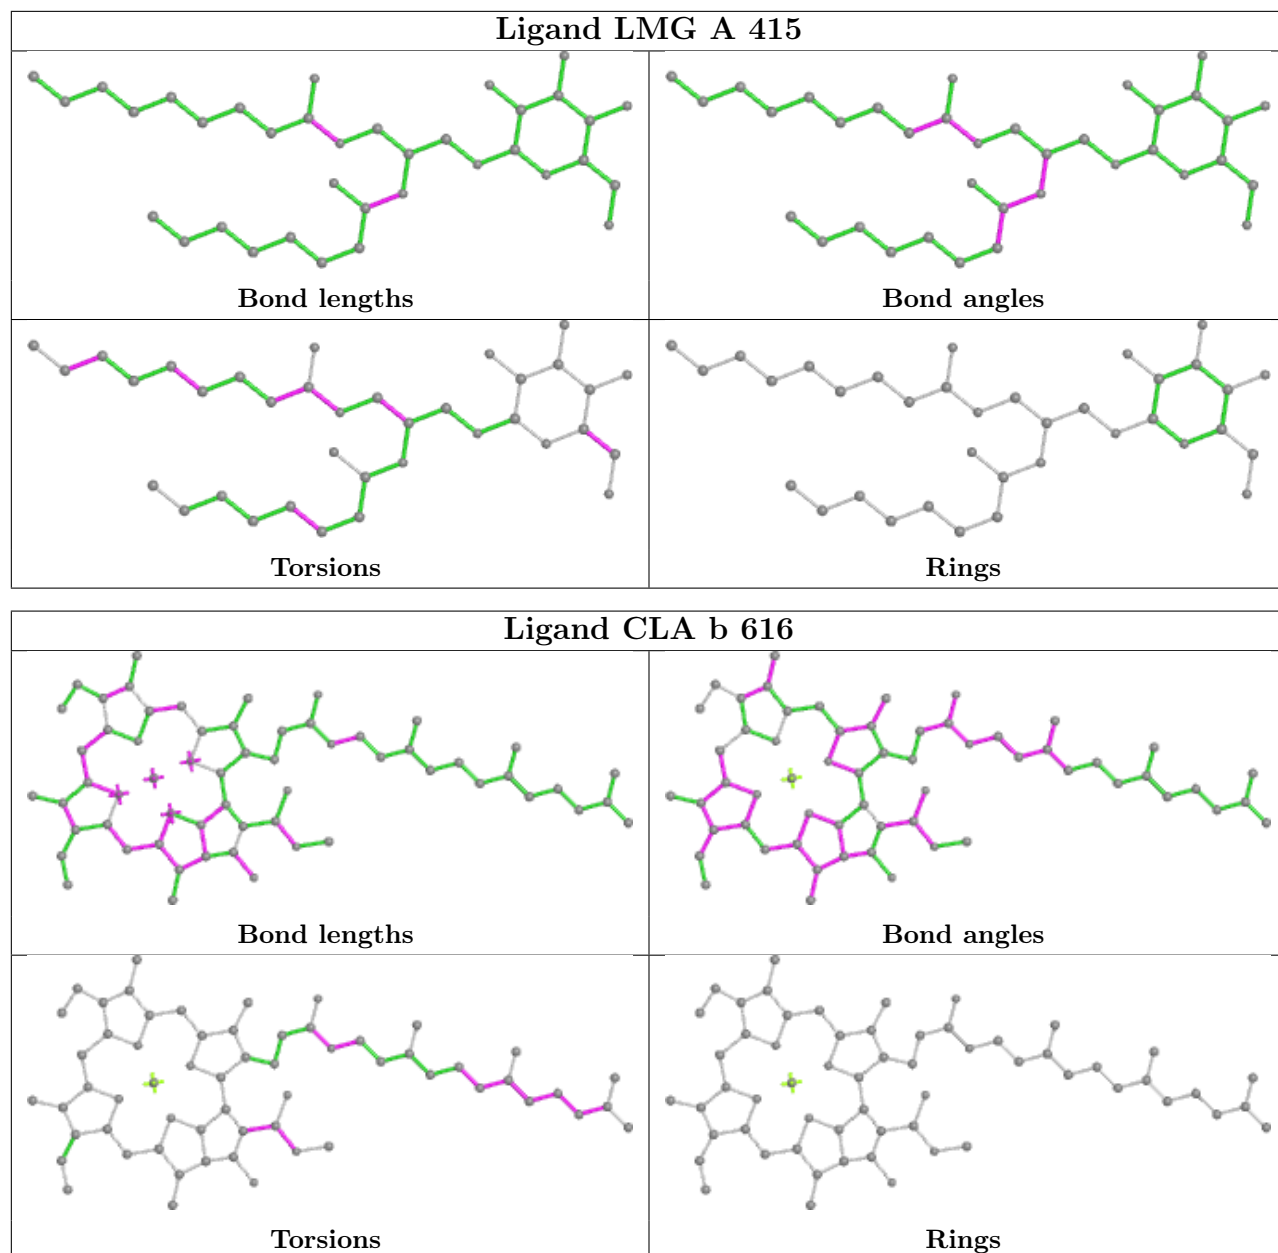 Ligand LMG A 415
Bond lengths
Bond angles
Torsions
Rings
Ligand CLA b 616
Bond lengths
Bond angles
Torsions
Rings